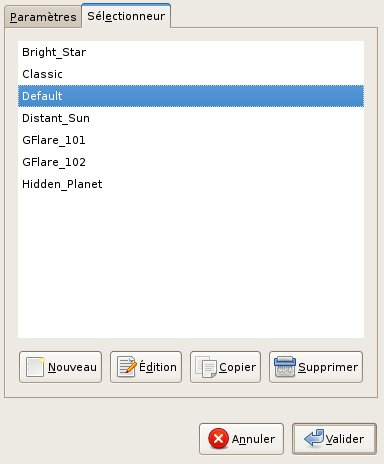 Paramètres Sélectionneur
Bright_Star
Classic
Default
Distant_Sun
GFlare_101
GFlare_102
Hidden_Planet
Nouveau Édition Copier Supprimer
Annuler Valider